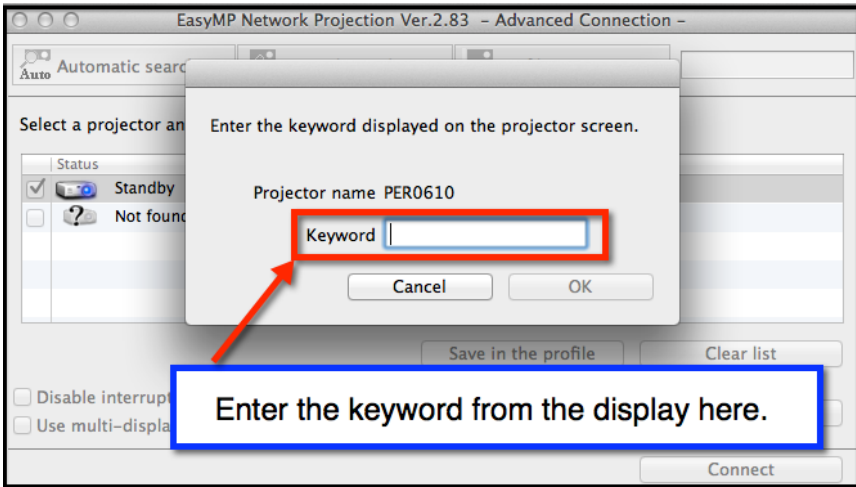 EasyMP Network Projection Ver.2.83 - Advanced Connection -
Auto Automatic searc
Enter the keyword displayed on the projector screen.
Select a projector an
Status
Standby
Projector name PER0610
Not found
Keyword
Cancel
OK
Save in the profile
Clear list
Disable interrupt
Enter the keyword from the display here.
Use multi-displa
Connect